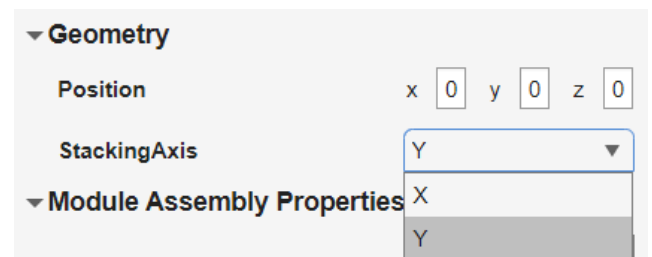 Geometry
Position x 0 y 0 z 0
StackingAxis Y
Module Assembly Properties X
Y